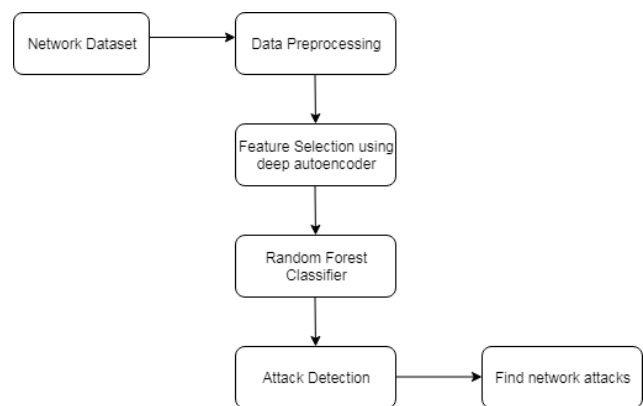 Network Dataset
Data Preprocessing
Feature Selection using
deep autoencoder
Random Forest
Classifier
Attack Detection
Find network attacks